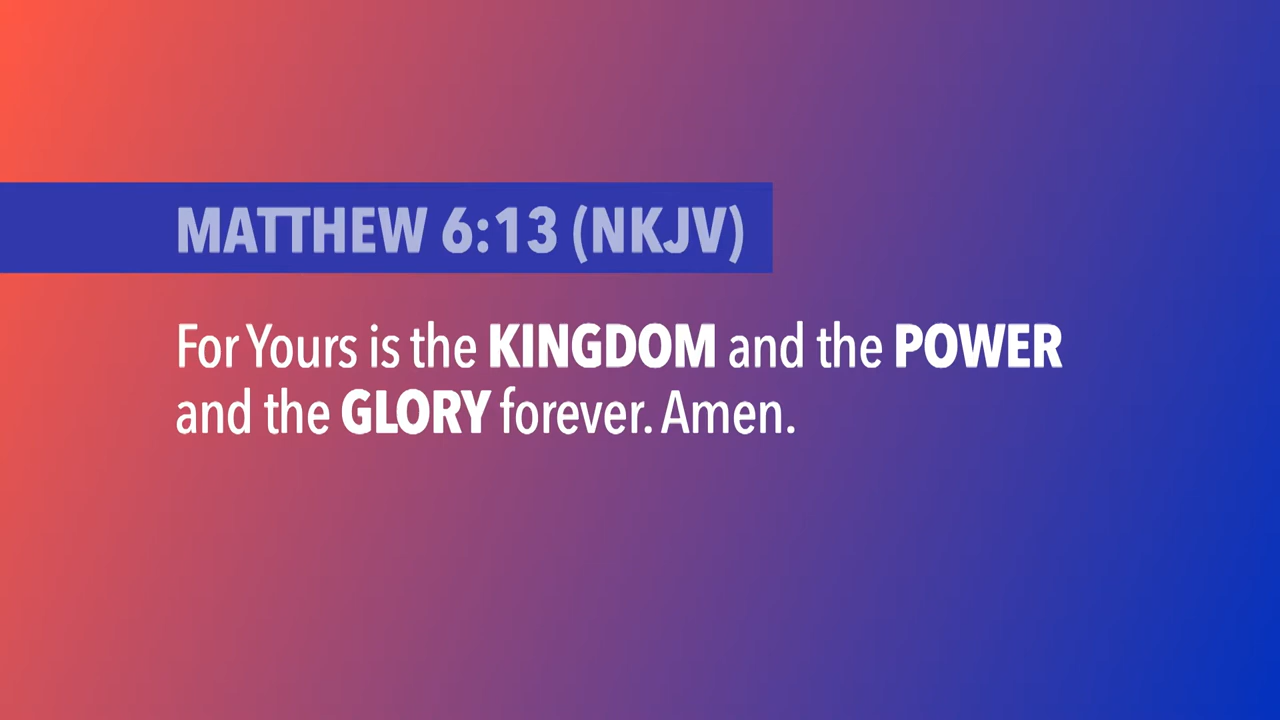 MATTHEW 6:13 (NKJV)
For Yours is the KINGDOM and the POWER
and the GLORY forever. Amen.